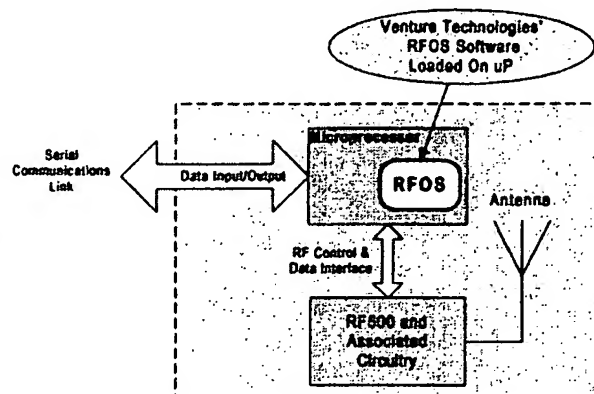 Venture Technologies'
RFOS Software
Loaded On uP
Microprocessor
Serial
Communications
Link
Data Input/Output
RFOS
Antenna
RF Control &
Data Interface
RF500 and
Associated
Circuitry